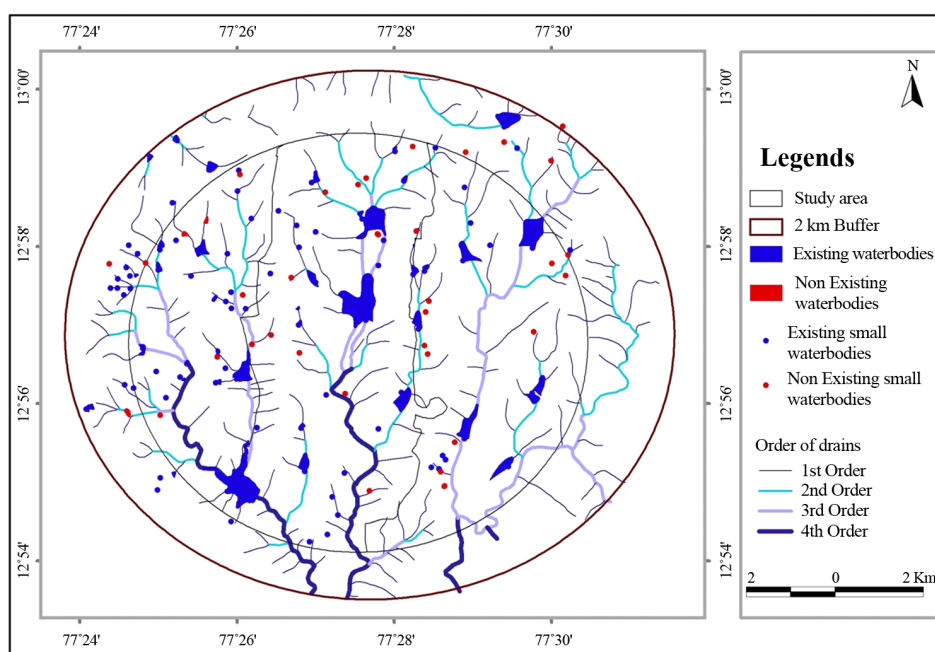 77°24' 77°26' 77°28' 77°30'
13°00'
12°58'
12°56'
12°54'
13°00'
12°58'
12°56'
12°54'
77°24' 77°26' 77°28' 77°30'
N
Legends
Study area
2 km Buffer
Existing waterbodies
Non Existing
waterbodies
Existing small
waterbodies
Non Existing small
waterbodies
Order of drains
1st Order
2nd Order
3rd Order
4th Order
2 0 2 Km